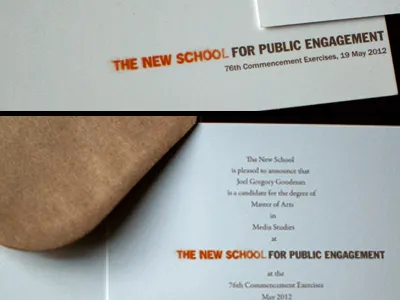 THE NEW SCHOOL FOR PUBLIC ENGAGEMENT
76th Commencement Exercises, 19 May 2012
The New School
is pleased to announce that
Joel Gregory Goodman
is a candidate for the degree of
Master of Arts
in
Media Studies
at
THE NEW SCHOOL FOR PUBLIC ENGAGEMENT
at the
76th Commencement Exercises
May 2012